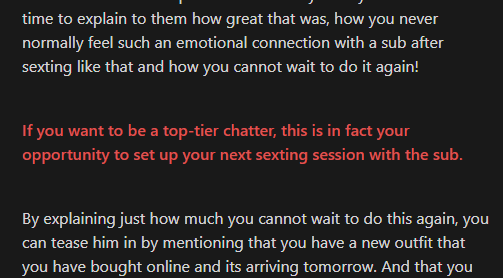 time to explain to them how great that was, how you never
normally feel such an emotional connection with a sub after
sexting like that and how you cannot wait to do it again!
If you want to be a top-tier chatter, this is in fact your
opportunity to set up your next sexting session with the sub.
By explaining just how much you cannot wait to do this again, you
can tease him in by mentioning that you have a new outfit that
you have bought online and its arriving tomorrow. And that you